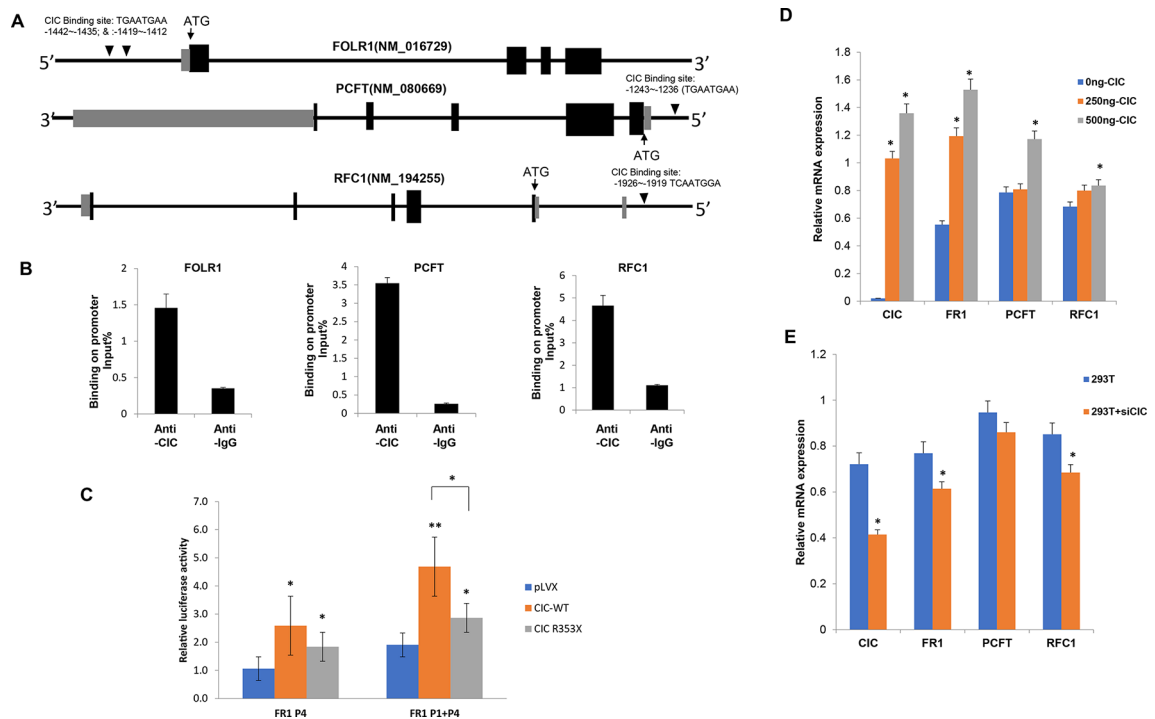 A
CIC Binding site: TGAATGAA
-1442~-1435; & :-1419~-1412
ATG
FOLR1(NM_016729)
5’
3’
PCFT(NM_080669)
CIC Binding site:
-1243~-1236 (TGAATGAA)
3’
5’
ATG
RFC1(NM_194255)
ATG
CIC Binding site:
-1926~-1919 TCAATGGA
3’
5’
B
FOLR1
Binding on promoter
Input%
2
1.5
1
0.5
0
Anti
-CIC
Anti
-IgG
PCFT
Binding on promoter
Input%
4
3.5
3
2.5
2
1.5
1
0.5
0
Anti
-CIC
Anti
-IgG
RFC1
Binding on promoter
Input%
6
5
4
3
2
1
0
Anti
-CIC
Anti
-IgG
C
Relative luciferase activity
7.0
6.0
5.0
4.0
3.0
2.0
1.0
0.0
*
*
*
**
*
FR1 P4
FR1 P1+P4
pLVX
CIC-WT
CIC R353X
D
Relative mRNA expression
1.8
1.6
1.4
1.2
1
0.8
0.6
0.4
0.2
0
*
*
*
*
*
*
CIC
FR1
PCFT
RFC1
0ng-CIC
250ng-CIC
500ng-CIC
E
Relative mRNA expression
1.2
1
0.8
0.6
0.4
0.2
0
*
*
*
CIC
FR1
PCFT
RFC1
293T
293T+siCIC